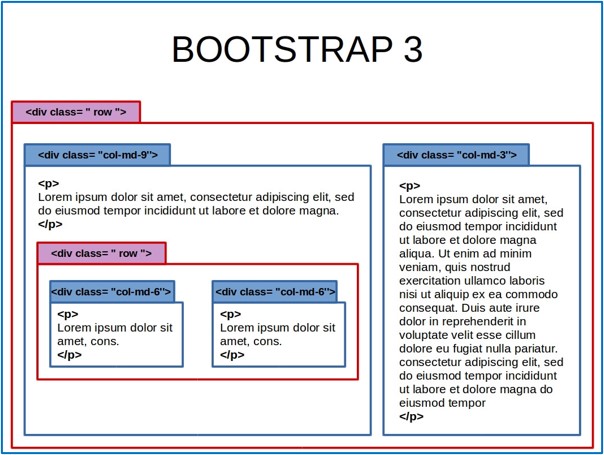 BOOTSTRAP 3
<div class= " row ">
<div class= "col-md-9">
<p>
Lorem ipsum dolor sit amet, consectetur adipiscing elit, sed
do eiusmod tempor incididunt ut labore et dolore magna.
</p>
<div class= " row ">
<div class= "col-md-6">
<p>
Lorem ipsum dolor sit
amet, cons.
</p>
<div class= "col-md-6">
<p>
Lorem ipsum dolor sit
amet, cons.
</p>
<div class= "col-md-3">
<p>
Lorem ipsum dolor sit amet,
consectetur adipiscing elit, sed
do eiusmod tempor incididunt
ut labore et dolore magna
aliqua. Ut enim ad minim
veniam, quis nostrud
exercitation ullamco laboris
nisi ut aliquip ex ea commodo
consequat. Duis aute irure
dolor in reprehenderit in
voluptate velit esse cillum
dolore eu fugiat nulla pariatur.
consectetur adipiscing elit, sed
do eiusmod tempor incididunt
ut labore et dolore magna do
eiusmod tempor
</p>